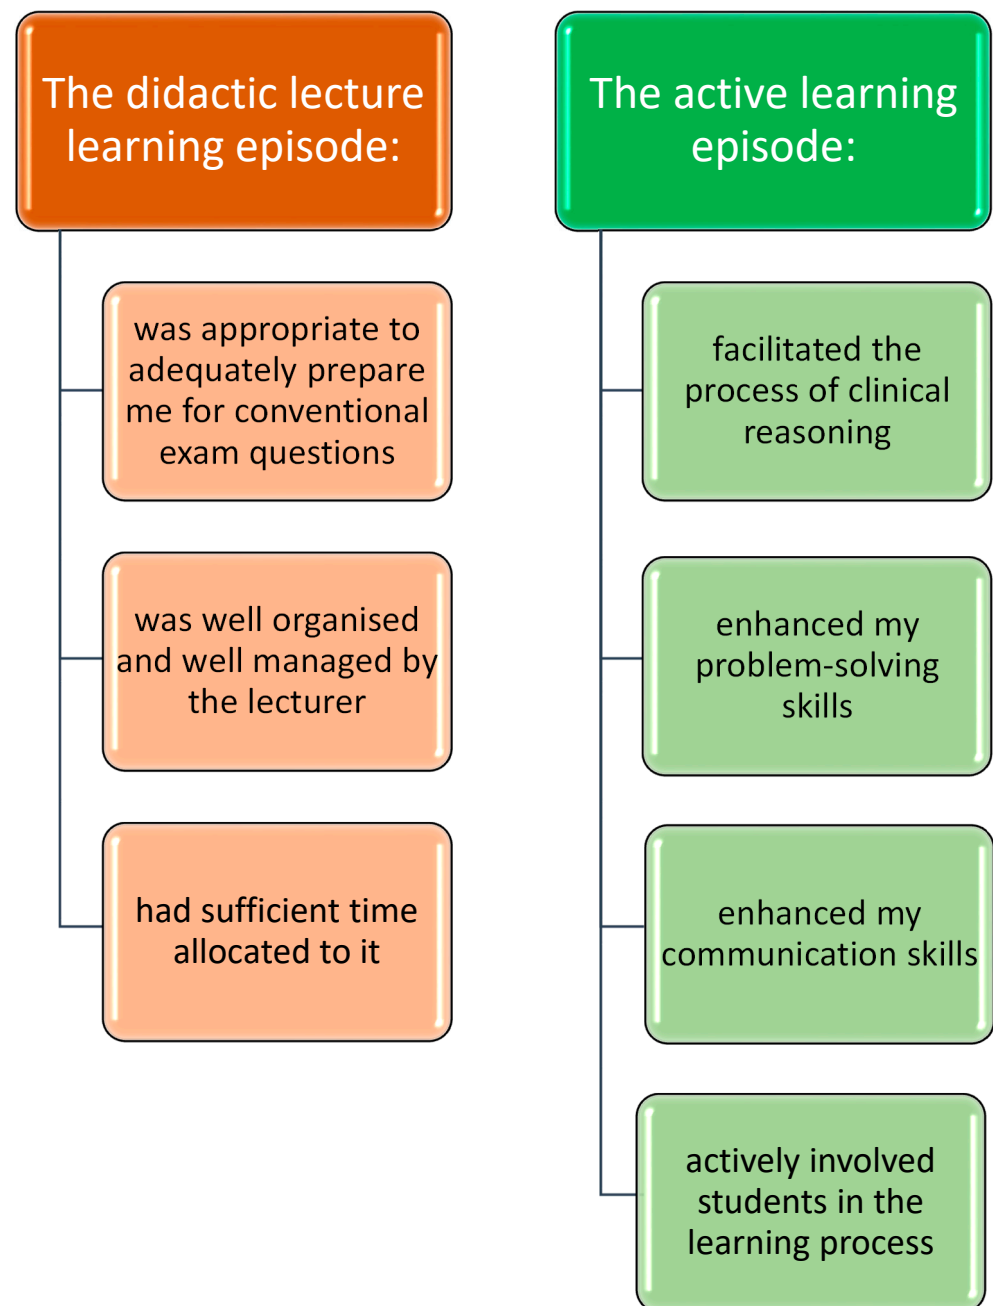 The didactic lecture
learning episode:
was appropriate to
adequately prepare
me for conventional
exam questions
was well organised
and well managed by
the lecturer
had sufficient time
allocated to it
The active learning
episode:
facilitated the
process of clinical
reasoning
enhanced my
problem-solving
skills
enhanced my
communication skills
actively involved
students in the
learning process